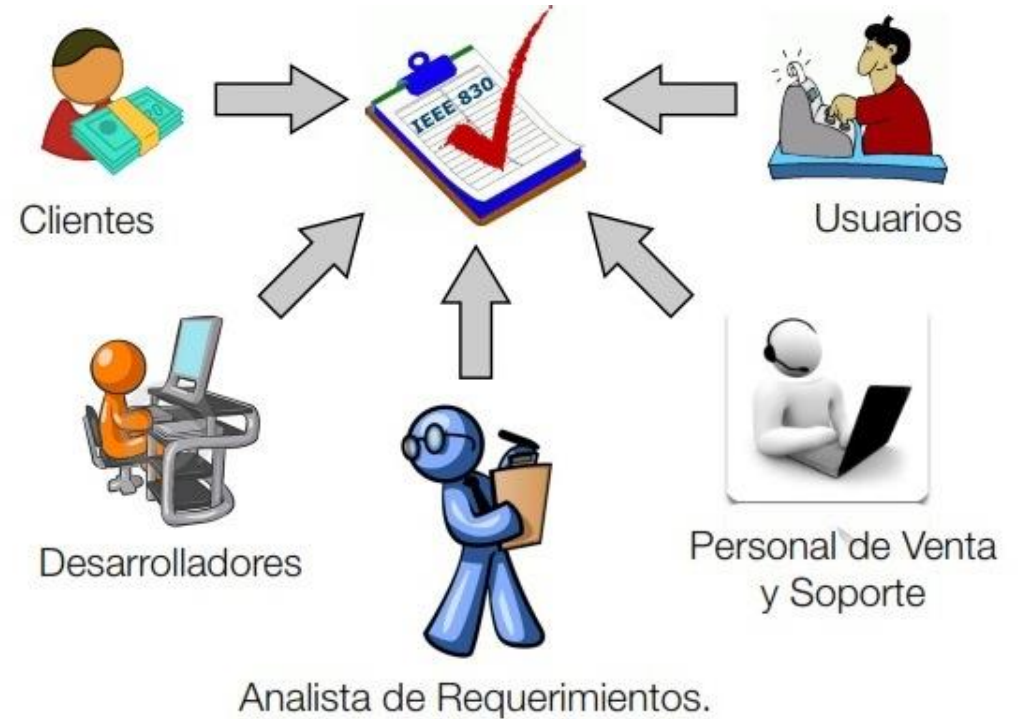 IEEE 830
Clientes
Usuarios
Desarrolladores
Personal de Venta
y Soporte
Analista de Requerimientos.